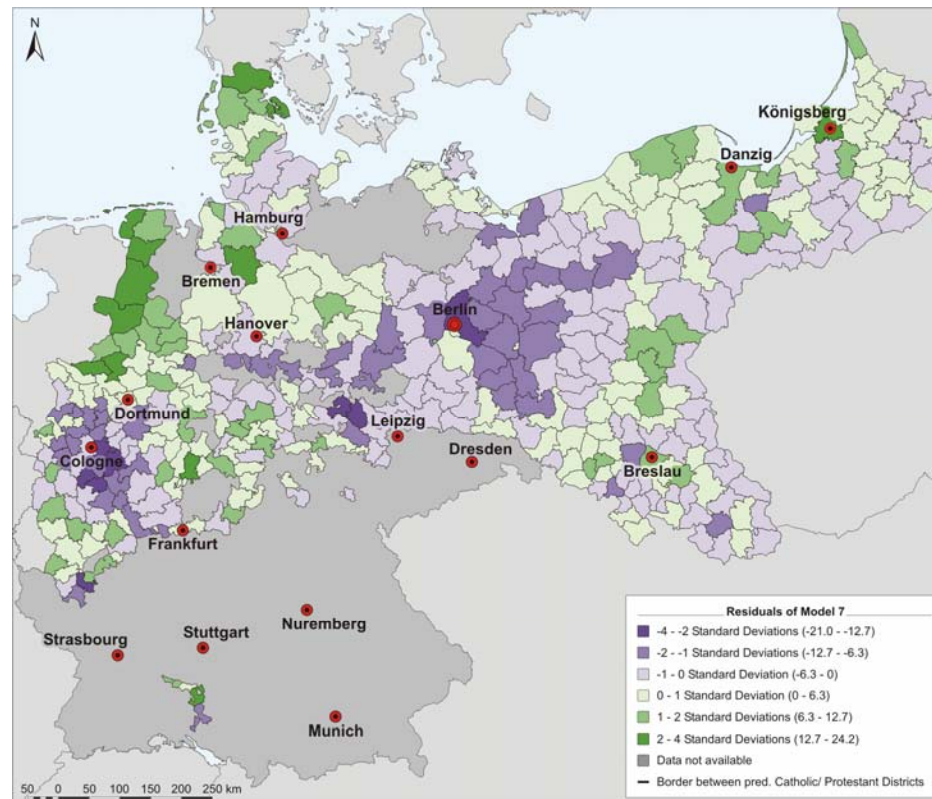 N
Königsberg
Danzig
Hamburg
Bremen
Berlin
Hanover
Dortmund
Leipzig
Cologne
Dresden
Breslau
Frankfurt
Nuremberg
Strasbourg
Stuttgart
Munich
Residuals of Model 7
-4 - -2 Standard Deviations (-21.0 - -12.7)
-2 - -1 Standard Deviations (-12.7 - -6.3)
-1 - 0 Standard Deviation (-6.3 - 0)
0 - 1 Standard Deviation (0 - 6.3)
1 - 2 Standard Deviations (6.3 - 12.7)
2 - 4 Standard Deviations (12.7 - 24.2)
Data not available
Border between pred. Catholic/ Protestant Districts
50 0 50 100 150 200 250 km